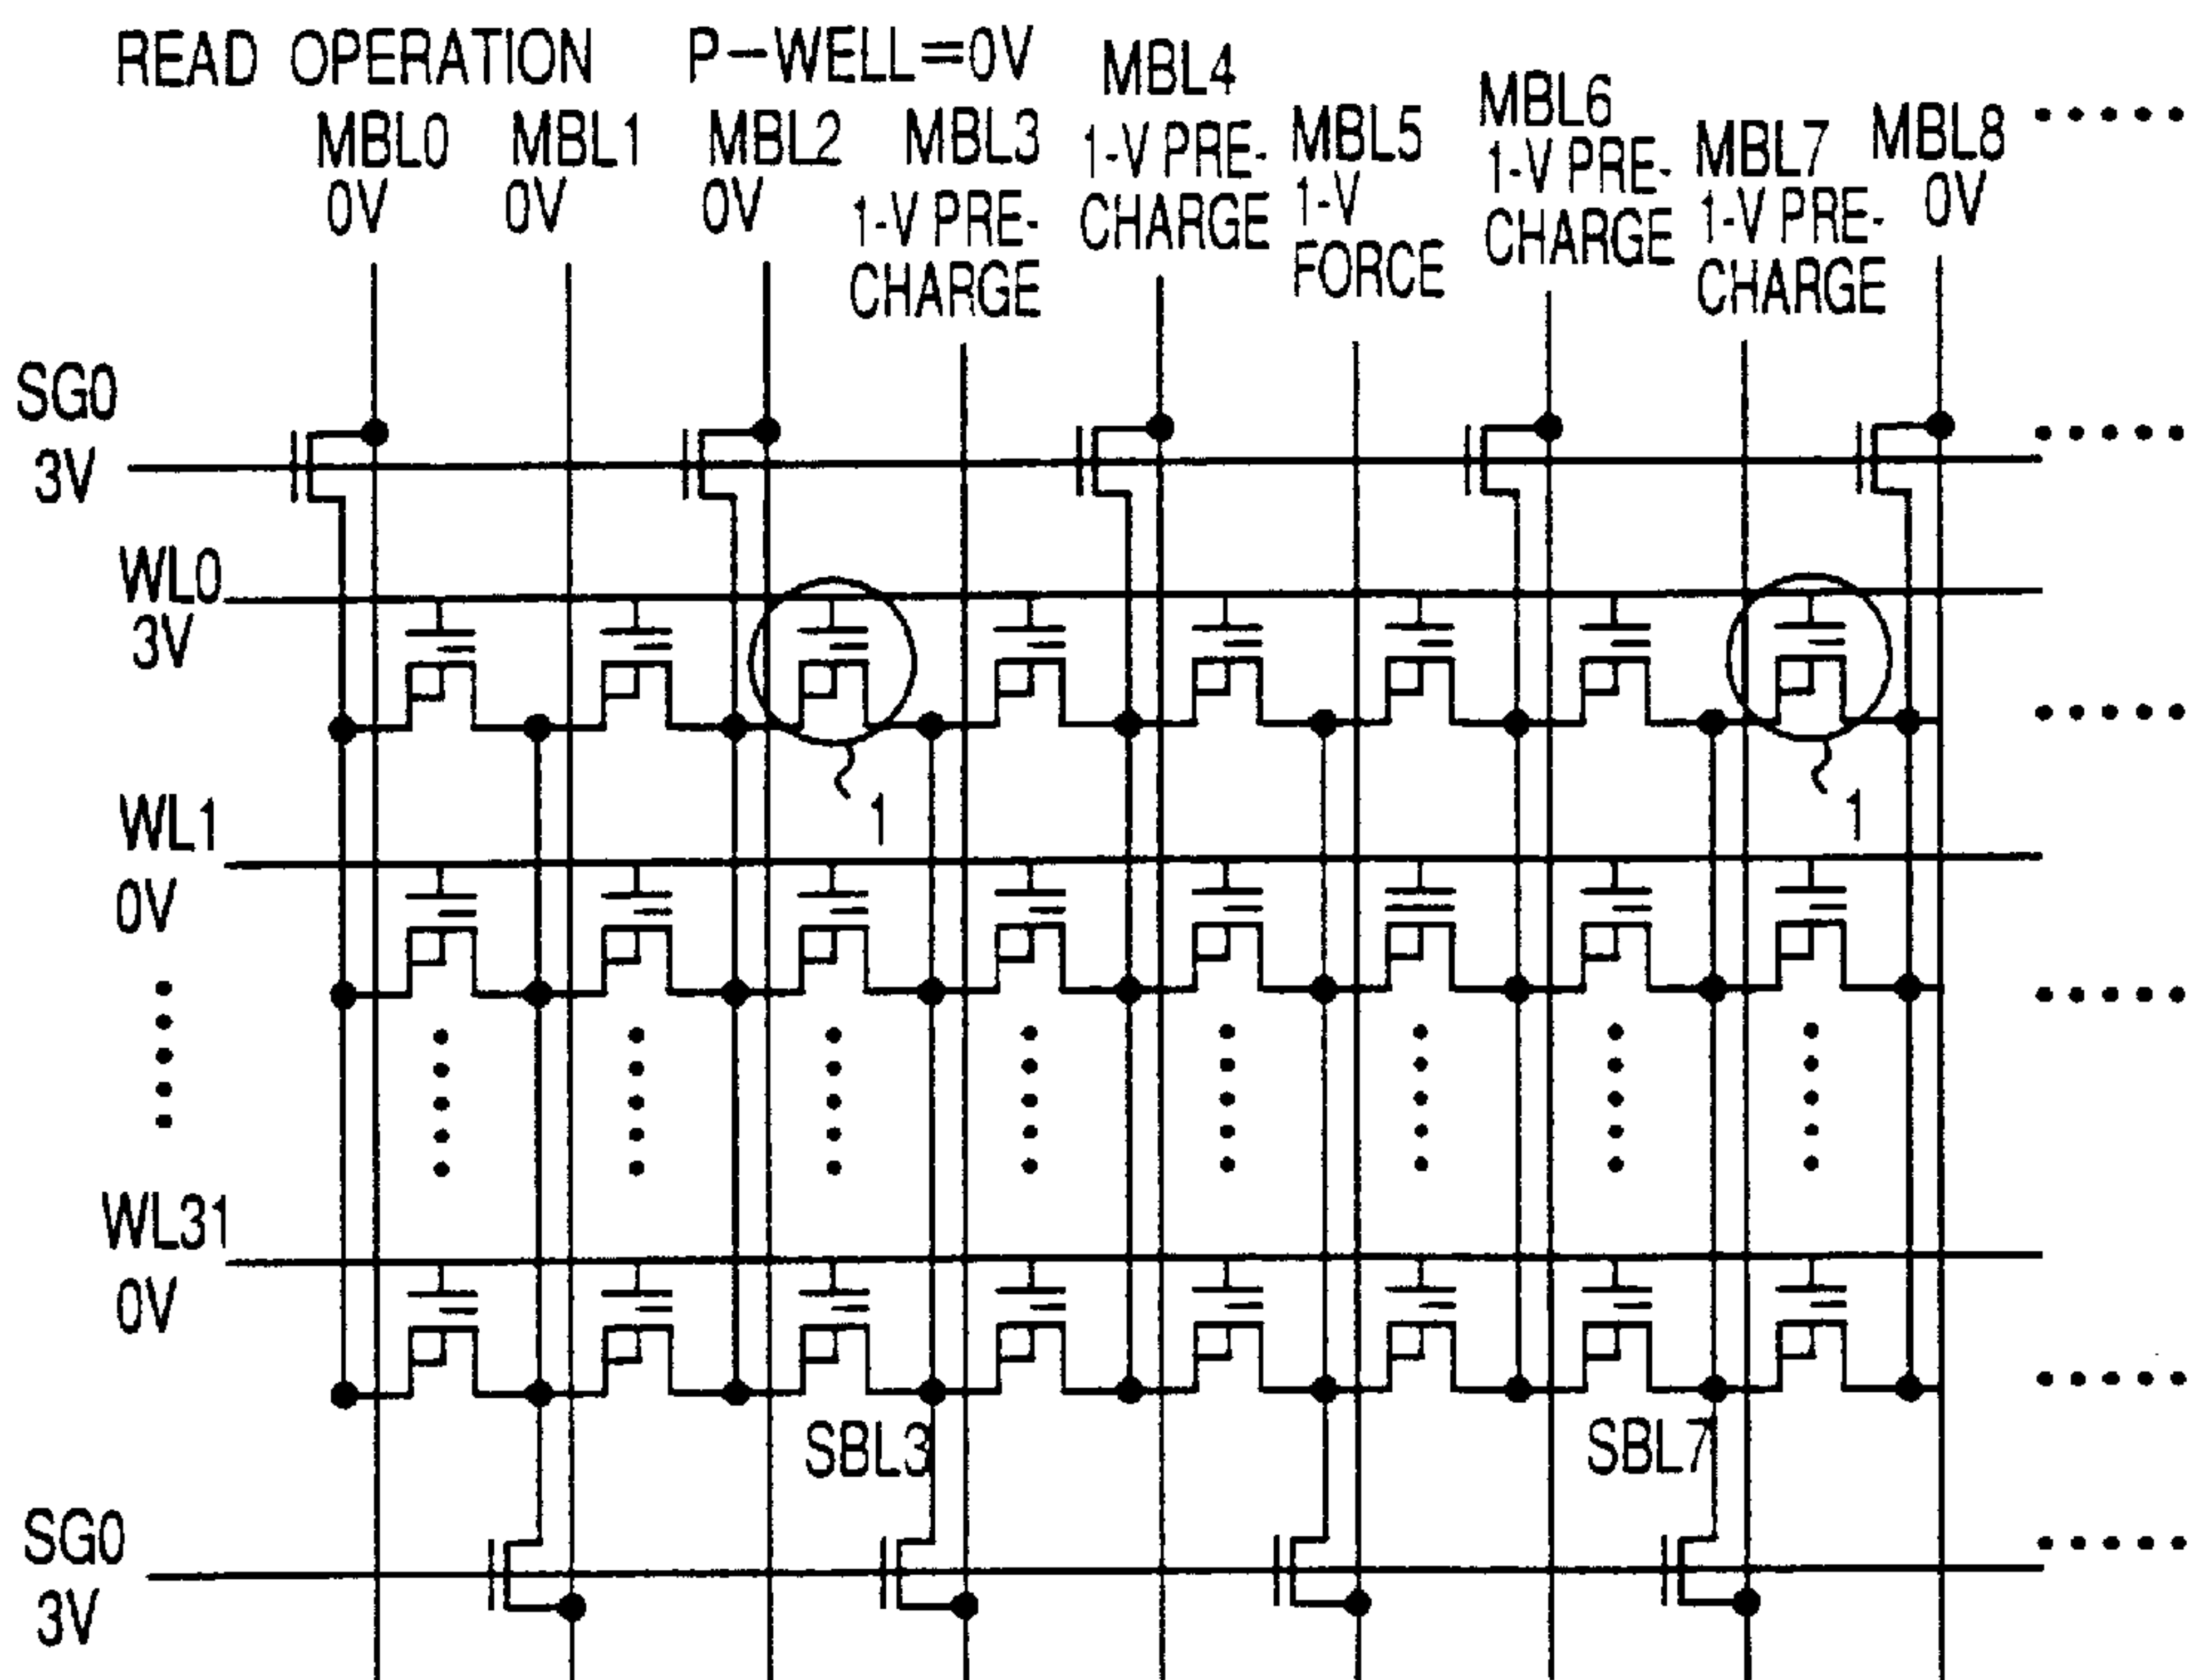 READ OPERATION P-WELL=0V
MBL0
0V
MBL1
0V
MBL2
0V
MBL3
1-V PRE-
CHARGE
MBL4
1-V PRE-
CHARGE
MBL5
1-V
FORCE
MBL6
1-V PRE-
CHARGE
MBL7
1-V PRE-
CHARGE
MBL8
0V
SG0
3V
WL0
3V
1
1
WL1
0V
WL31
0V
SBL3
SBL7
SG0
3V